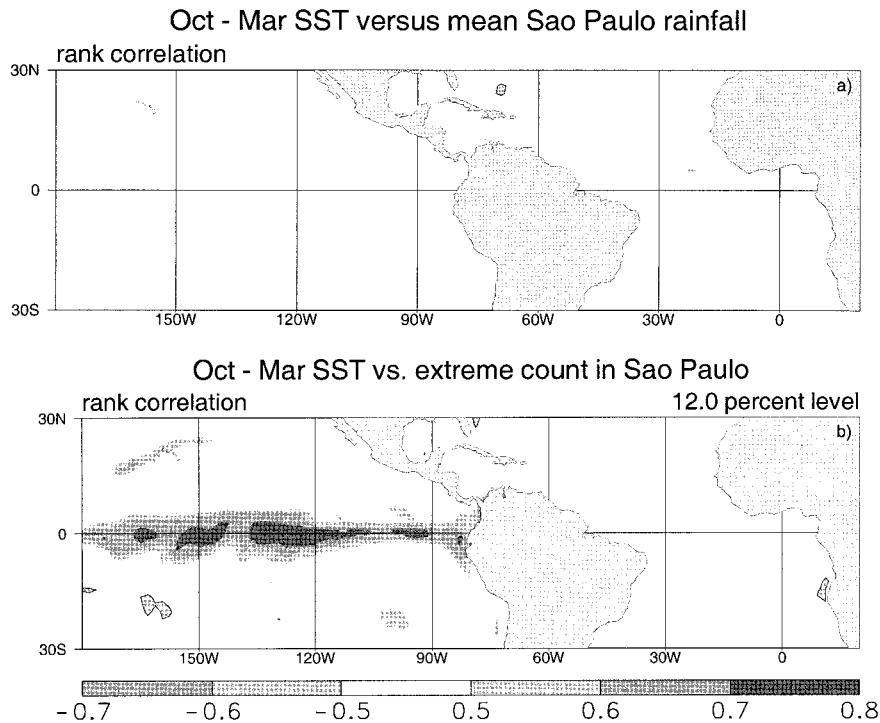 Oct - Mar SST versus mean Sao Paulo rainfall
rank correlation
30N
a)
0
30S
150W 120W 90W 60W 30W 0
Oct - Mar SST vs. extreme count in Sao Paulo
rank correlation 12.0 percent level
30N
b)
0
30S
150W 120W 90W 60W 30W 0
-0.7 -0.6 -0.5 0.5 0.6 0.7 0.8